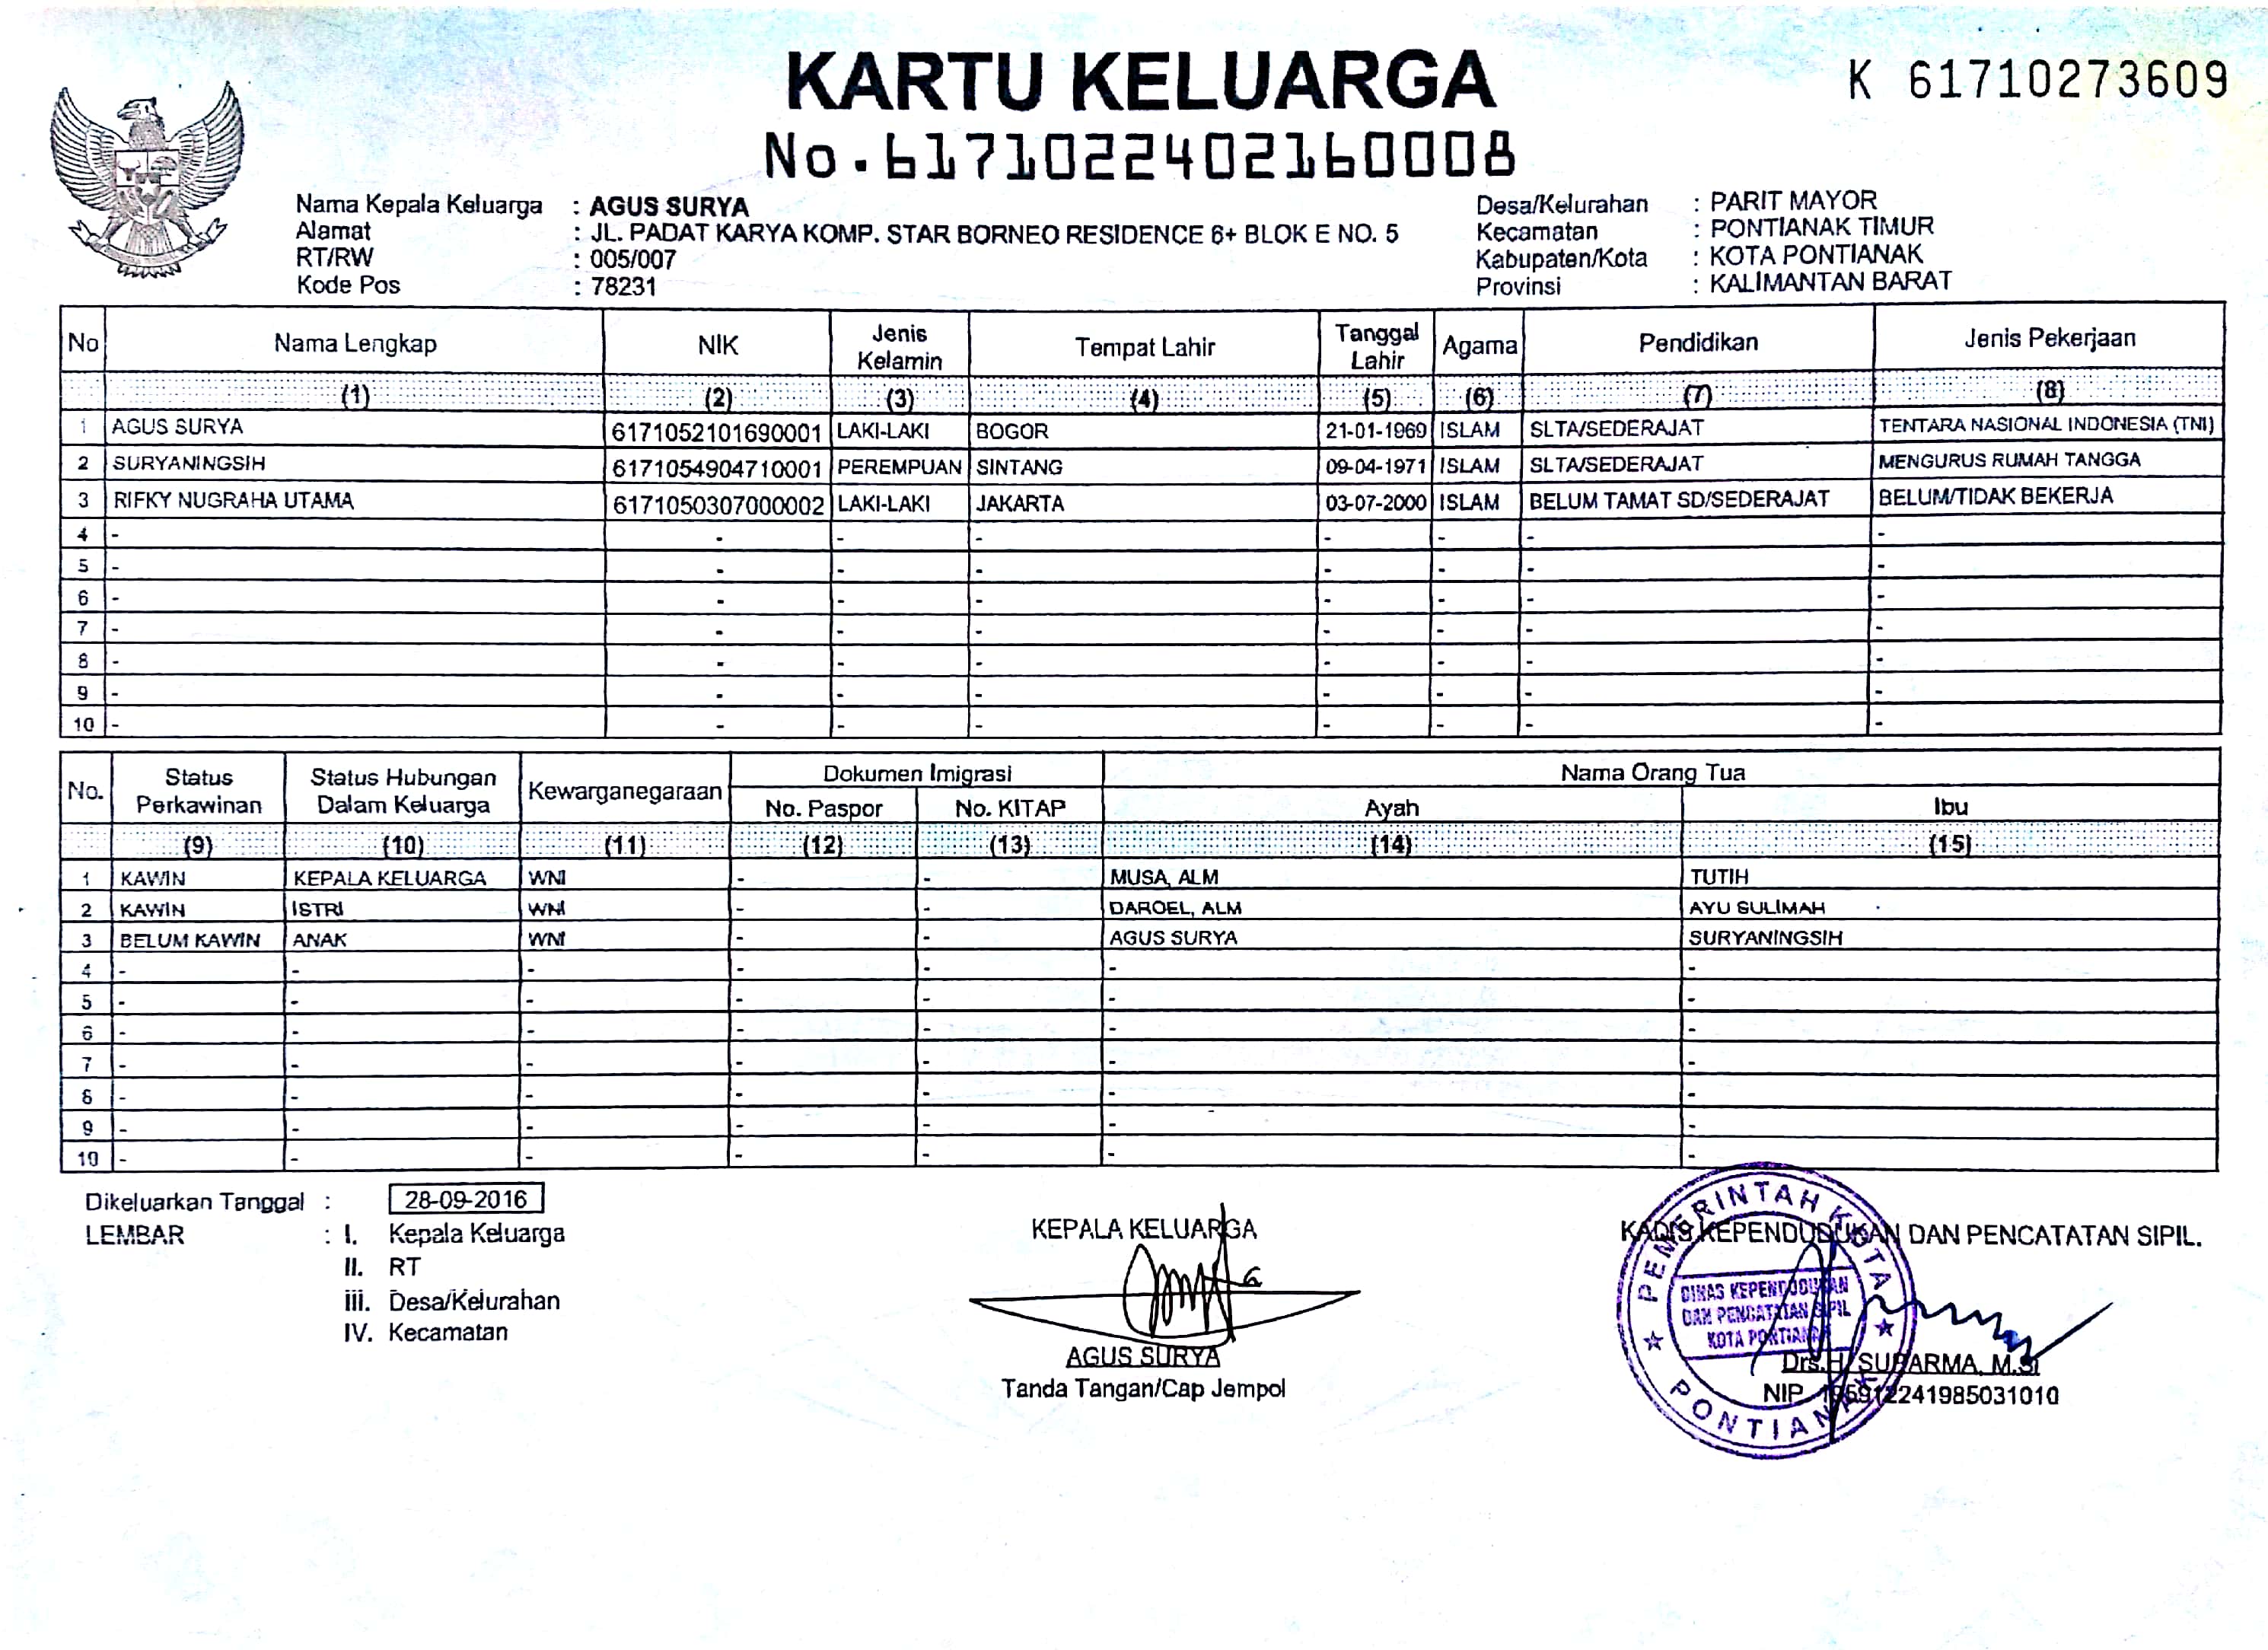 KARTU KELUARGA
K 61710273609
No. 6171022402160008
Nama Kepala Keluarga : AGUS SURYA
Alamat : JL. PADAT KARYA KOMP. STAR BORNEO RESIDENCE 6+ BLOK E NO. 5
RT/RW : 005/007
Kode Pos : 78231
Desa/Kelurahan : PARIT MAYOR
Kecamatan : PONTIANAK TIMUR
Kabupaten/Kota : KOTA PONTIANAK
Provinsi : KALIMANTAN BARAT
No Nama Lengkap NIK Jenis Kelamin Tempat Lahir Tanggal Lahir Agama Pendidikan Jenis Pekerjaan
(1) (2) (3) (4) (5) (6) (7) (8)
1 AGUS SURYA 6171052101690001 LAKI-LAKI BOGOR 21-01-1969 ISLAM SLTA/SEDERAJAT TENTARA NASIONAL INDONESIA (TNI)
2 SURYANINGSIH 6171054904710001 PEREMPUAN SINTANG 09-04-1971 ISLAM SLTA/SEDERAJAT MENGURUS RUMAH TANGGA
3 RIFKY NUGRAHA UTAMA 6171050307000002 LAKI-LAKI JAKARTA 03-07-2000 ISLAM BELUM TAMAT SD/SEDERAJAT BELUM/TIDAK BEKERJA
4 - - - - - - - -
5 - - - - - - - -
6 - - - - - - - -
7 - - - - - - - -
8 - - - - - - - -
9 - - - - - - - -
10 - - - - - - - -
No. Status Perkawinan Status Hubungan Dalam Keluarga Kewarganegaraan Dokumen Imigrasi Nama Orang Tua
No. Paspor No. KITAP Ayah Ibu
(9) (10) (11) (12) (13) (14) (15)
1 KAWIN KEPALA KELUARGA WNI - - MUSA, ALM TUTIH
2 KAWIN ISTRI WNI - - DAROEL, ALM AYU SULIMAH
3 BELUM KAWIN ANAK WNI - - AGUS SURYA SURYANINGSIH
4 - - - - - - -
5 - - - - - - -
6 - - - - - - -
7 - - - - - - -
8 - - - - - - -
9 - - - - - - -
10 - - - - - - -
Dikeluarkan Tanggal : 28-09-2016
LEMBAR : I. Kepala Keluarga
II. RT
III. Desa/Kelurahan
IV. Kecamatan
KEPALA KELUARGA
AGUS SURYA
Tanda Tangan/Cap Jempol
KADIS KEPENDUDUKAN DAN PENCATATAN SIPIL.
PEMERINTAH KOTA
DINAS KEPENDUDUKAN
DAN PENCATATAN SIPIL
KOTA PONTIANAK
PONTIANAK
Drs.H. SUPARMA, M.Si
NIP. 195912241985031010